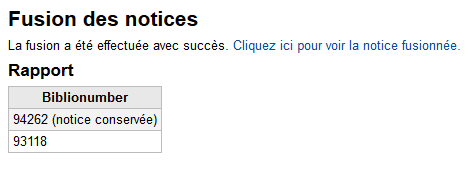 Fusion des notices
La fusion a été effectuée avec succès. Cliquez ici pour voir la notice fusionnée.
Rapport
Biblionumber
94262 (notice conservée)
93118